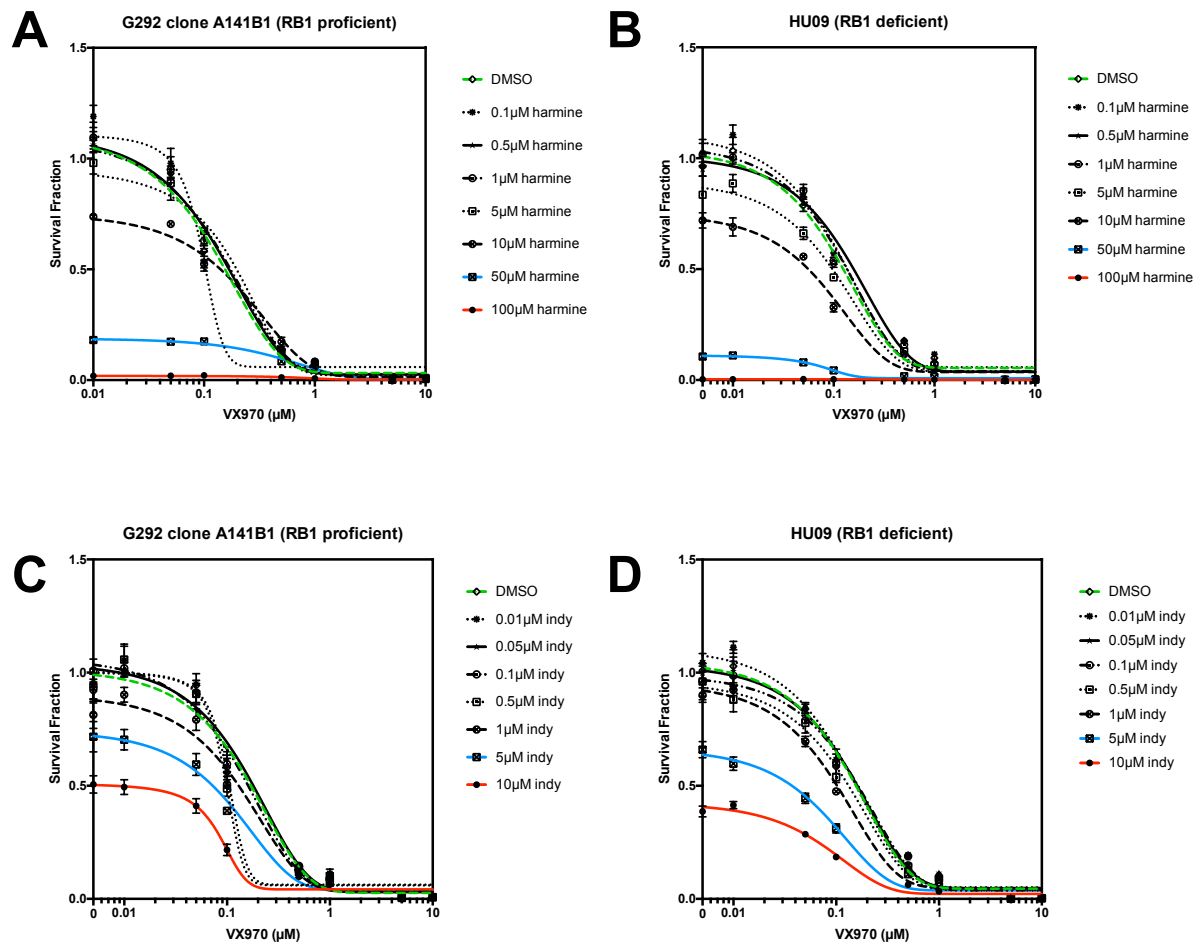 A
G292 clone A141B1 (RB1 proficient)
1.5
1.0
0.5
0.0
Survival Fraction
0.01
0.1
1
10
VX970 (µM)
DMSO
0.1µM harmine
0.5µM harmine
1µM harmine
5µM harmine
10µM harmine
50µM harmine
100µM harmine
B
HU09 (RB1 deficient)
1.5
1.0
0.5
0.0
Survival Fraction
0
0.01
0.1
1
10
VX970 (µM)
DMSO
0.1µM harmine
0.5µM harmine
1µM harmine
5µM harmine
10µM harmine
50µM harmine
100µM harmine
C
G292 clone A141B1 (RB1 proficient)
1.5
1.0
0.5
0.0
Survival Fraction
0
0.01
0.1
1
10
VX970 (µM)
DMSO
0.01µM indy
0.05µM indy
0.1µM indy
0.5µM indy
1µM indy
5µM indy
10µM indy
D
HU09 (RB1 deficient)
1.5
1.0
0.5
0.0
Survival Fraction
0
0.01
0.1
1
10
VX970 (µM)
DMSO
0.01µM indy
0.05µM indy
0.1µM indy
0.5µM indy
1µM indy
5µM indy
10µM indy